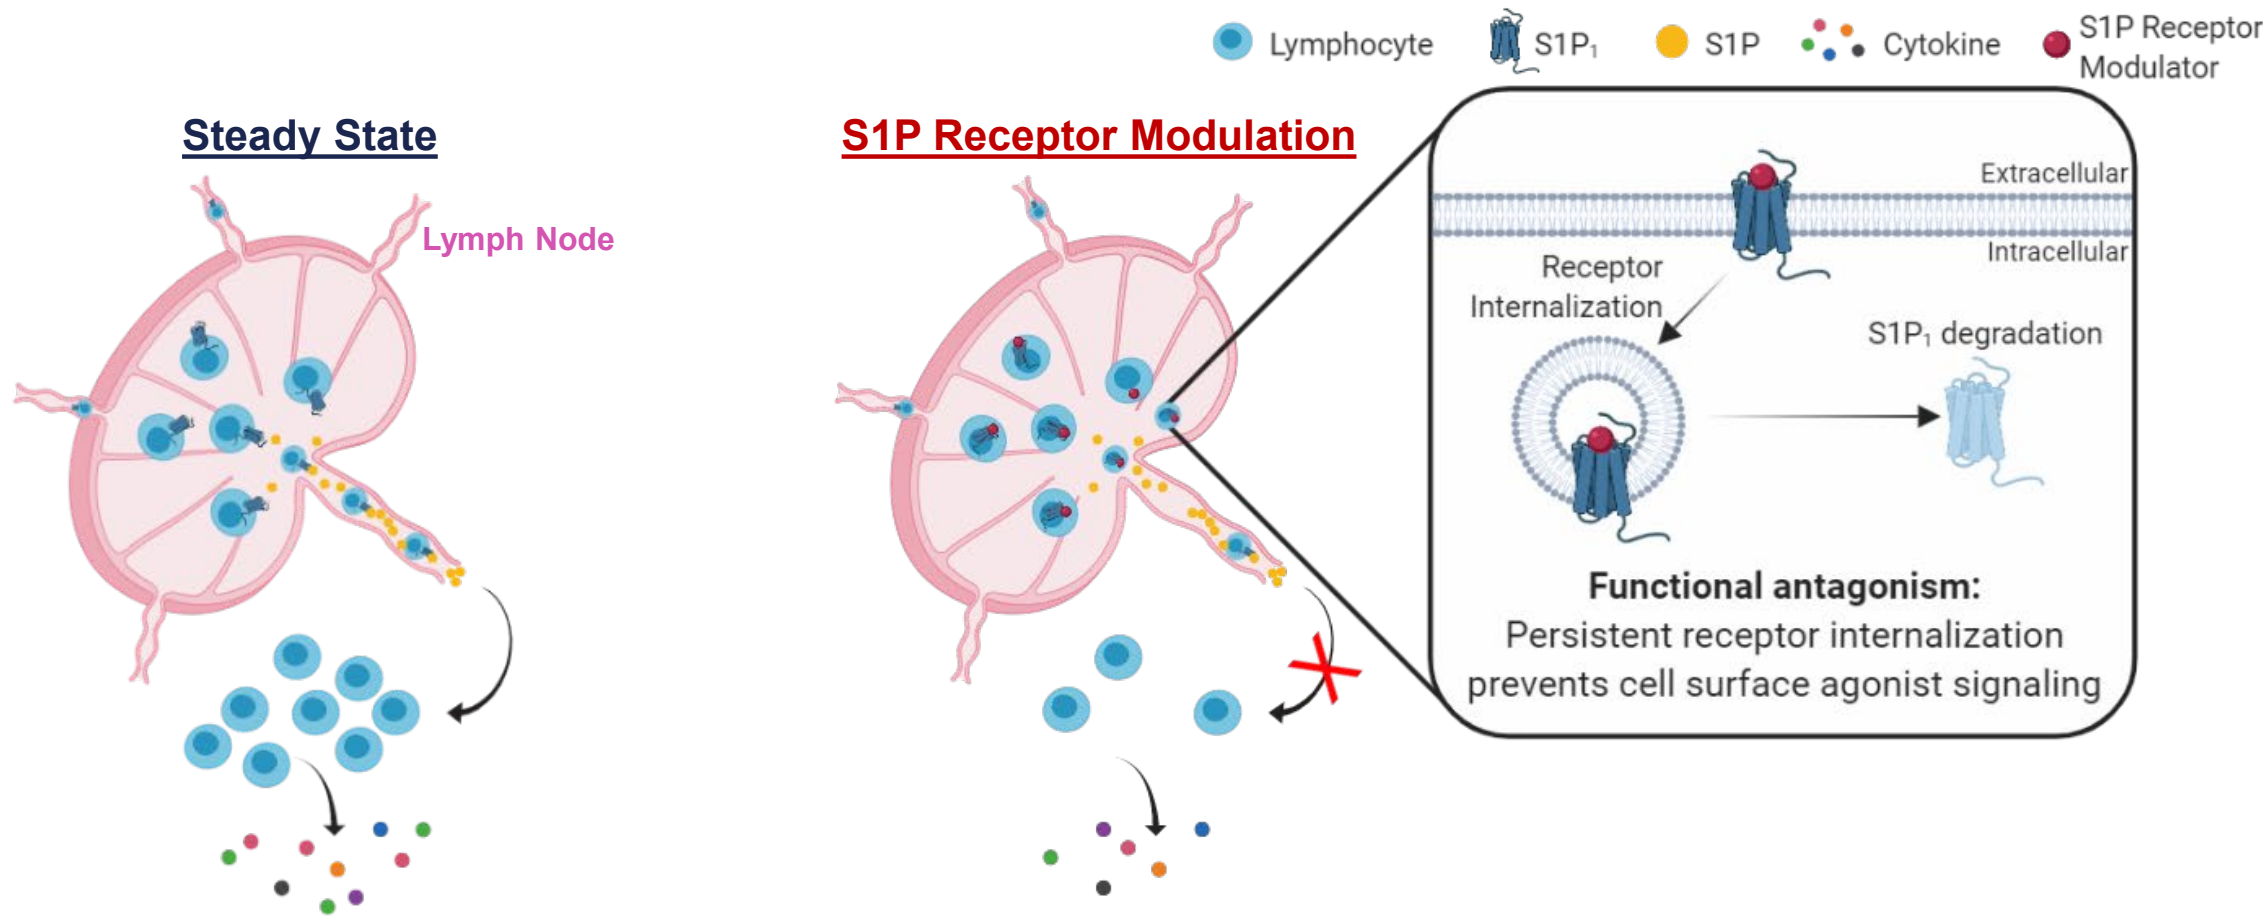 Lymphocyte
S1P₁
S1P
Cytokine
S1P Receptor
Modulator
Steady State
S1P Receptor Modulation
Lymph Node
Extracellular
Intracellular
Receptor
Internalization
S1P₁ degradation
Functional antagonism:
Persistent receptor internalization
prevents cell surface agonist signaling